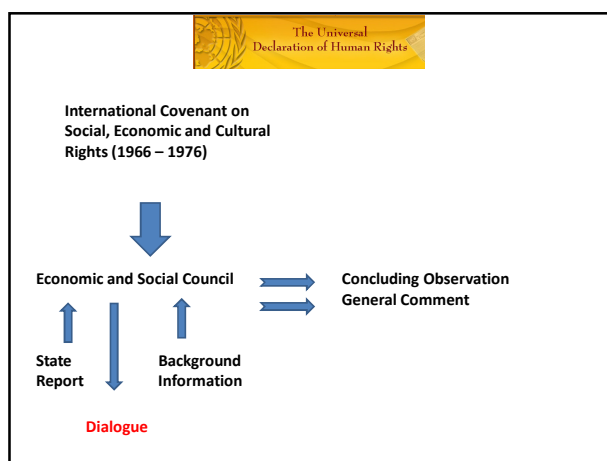 The Universal
Declaration of Human Rights
International Covenant on
Social, Economic and Cultural
Rights (1966 – 1976)
Economic and Social Council
Concluding Observation
General Comment
State
Report
Background
Information
Dialogue